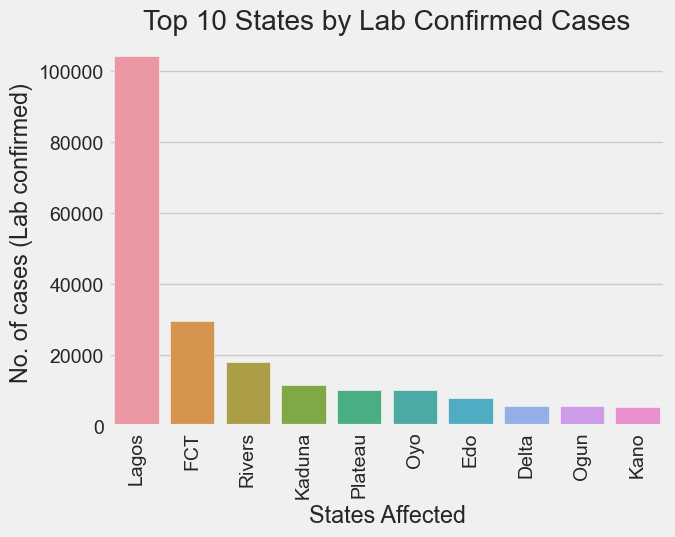 Top 10 States by Lab Confirmed Cases
No. of cases (Lab confirmed)
100000
80000
60000
40000
20000
0
Lagos
FCT
Rivers
Kaduna
Plateau
Oyo
Edo
Delta
Ogun
Kano
States Affected